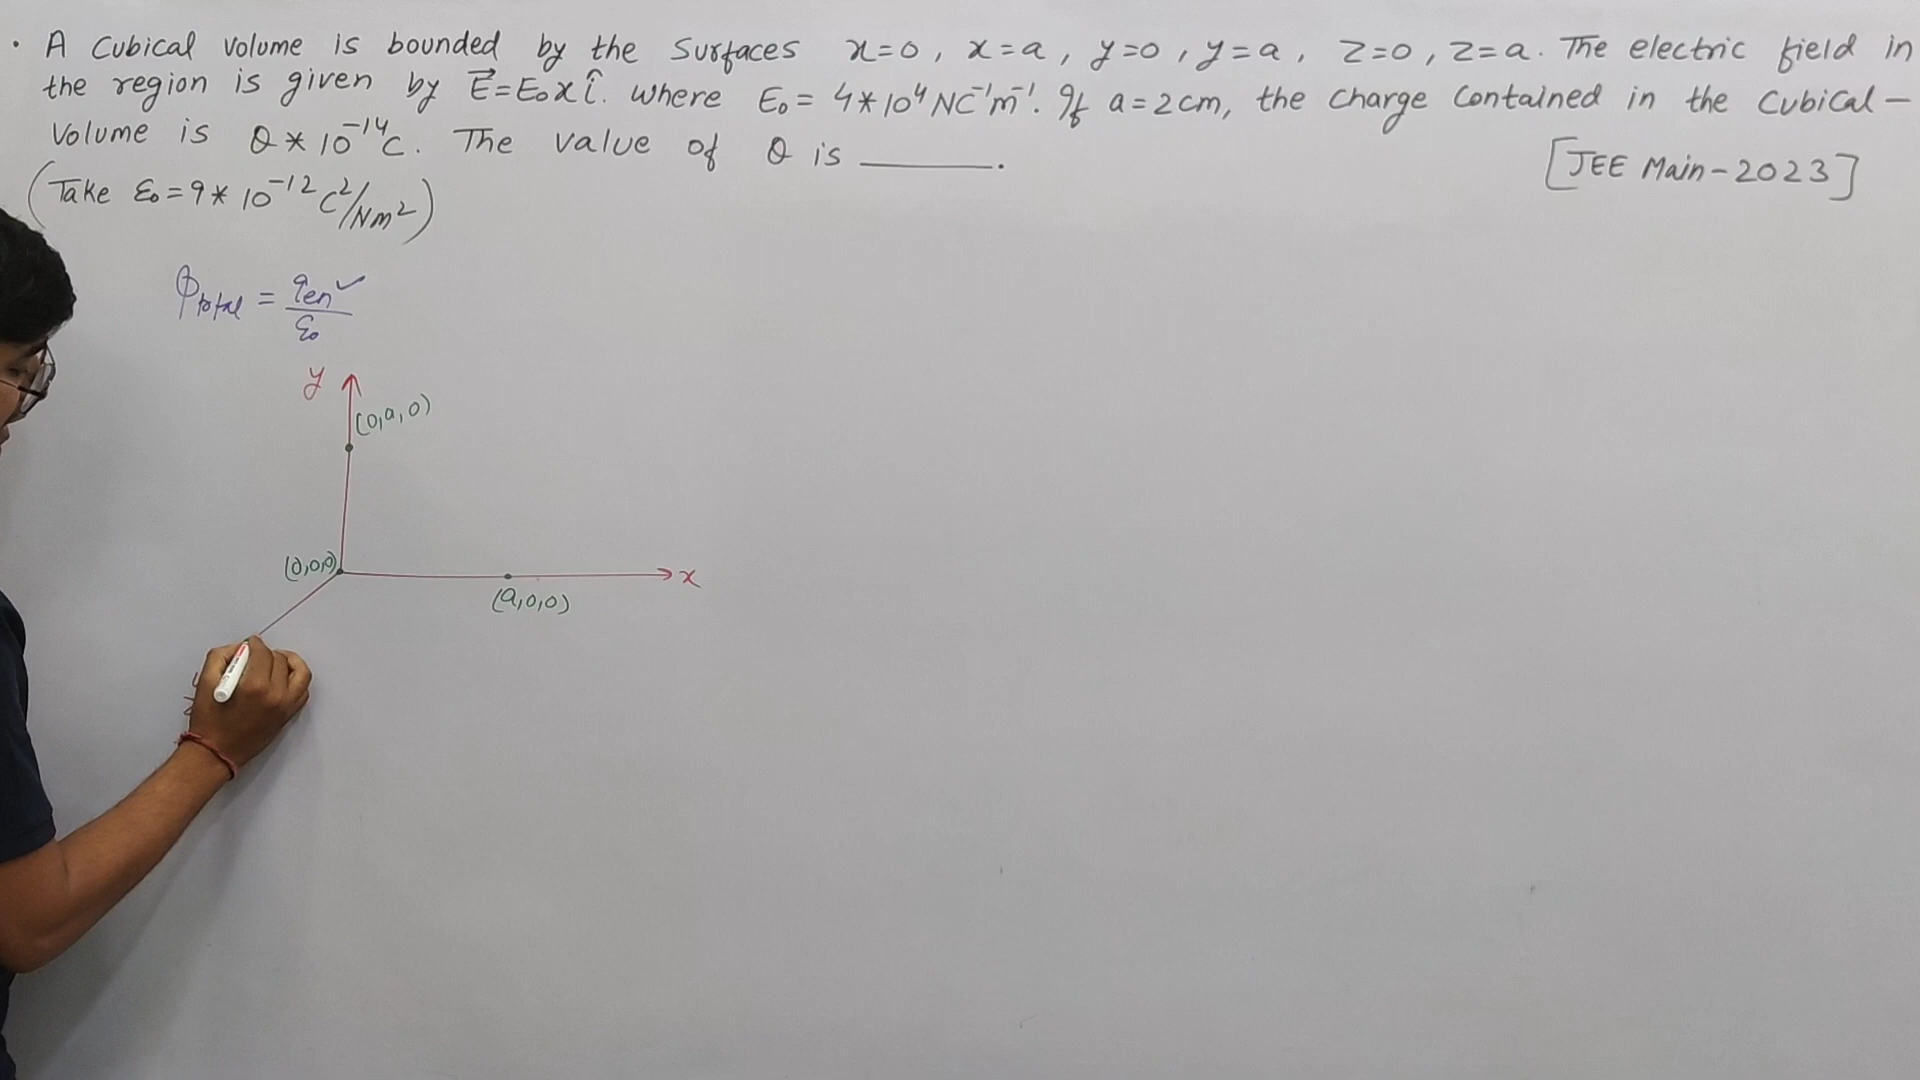 · A Cubical Volume is bounded by the Surfaces x=0, x=a, y=0, y=a, z=0, z=a. The electric field in
the region is given by E⃗=E₀xî. Where E₀ = 4*10⁴ NC⁻¹m⁻¹. If a=2cm, the charge Contained in the Cubical-
Volume is Q*10⁻¹⁴C. The value of Q is ______.
[JEE Main-2023]
(Take ε₀=9*10⁻¹² C²/Nm²)
φtotal = qen/ε₀ ✓
y
(0,a,0)
(0,0,0)
x
(a,0,0)